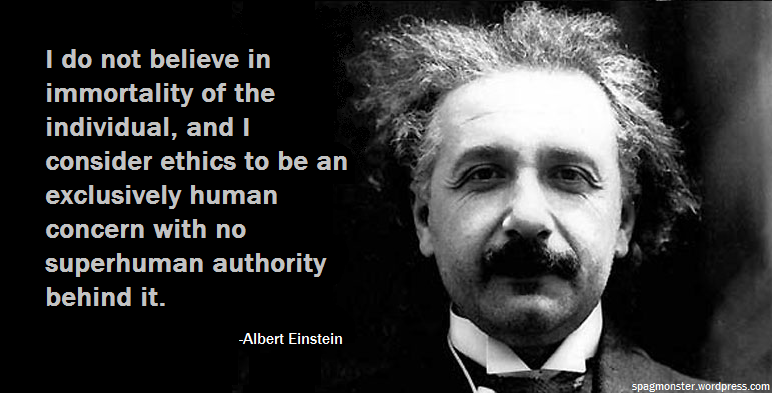 I do not believe in
immortality of the
individual, and I
consider ethics to be an
exclusively human
concern with no
superhuman authority
behind it.
-Albert Einstein
spagmonster.wordpress.com